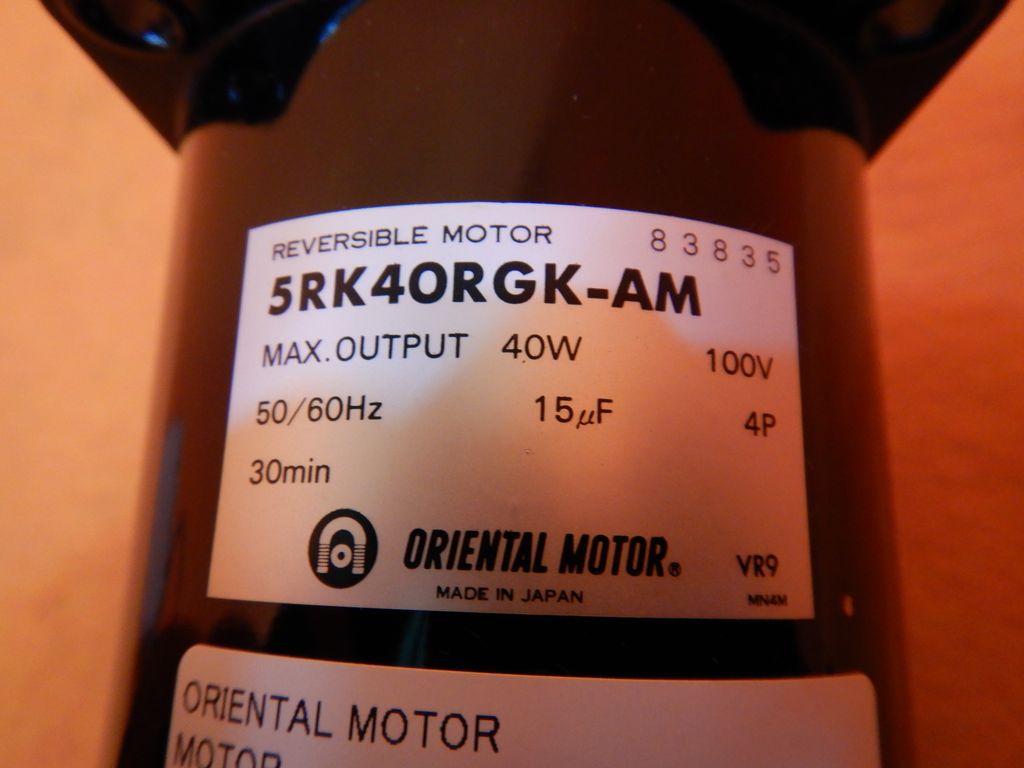 REVERSIBLE MOTOR 83835
5RK40RGK-AM
MAX. OUTPUT 40W 100V
50/60Hz 15μF 4P
30min
ORIENTAL MOTOR® VR9
MADE IN JAPAN MN4M
ORIENTAL MOTOR
MOTOR